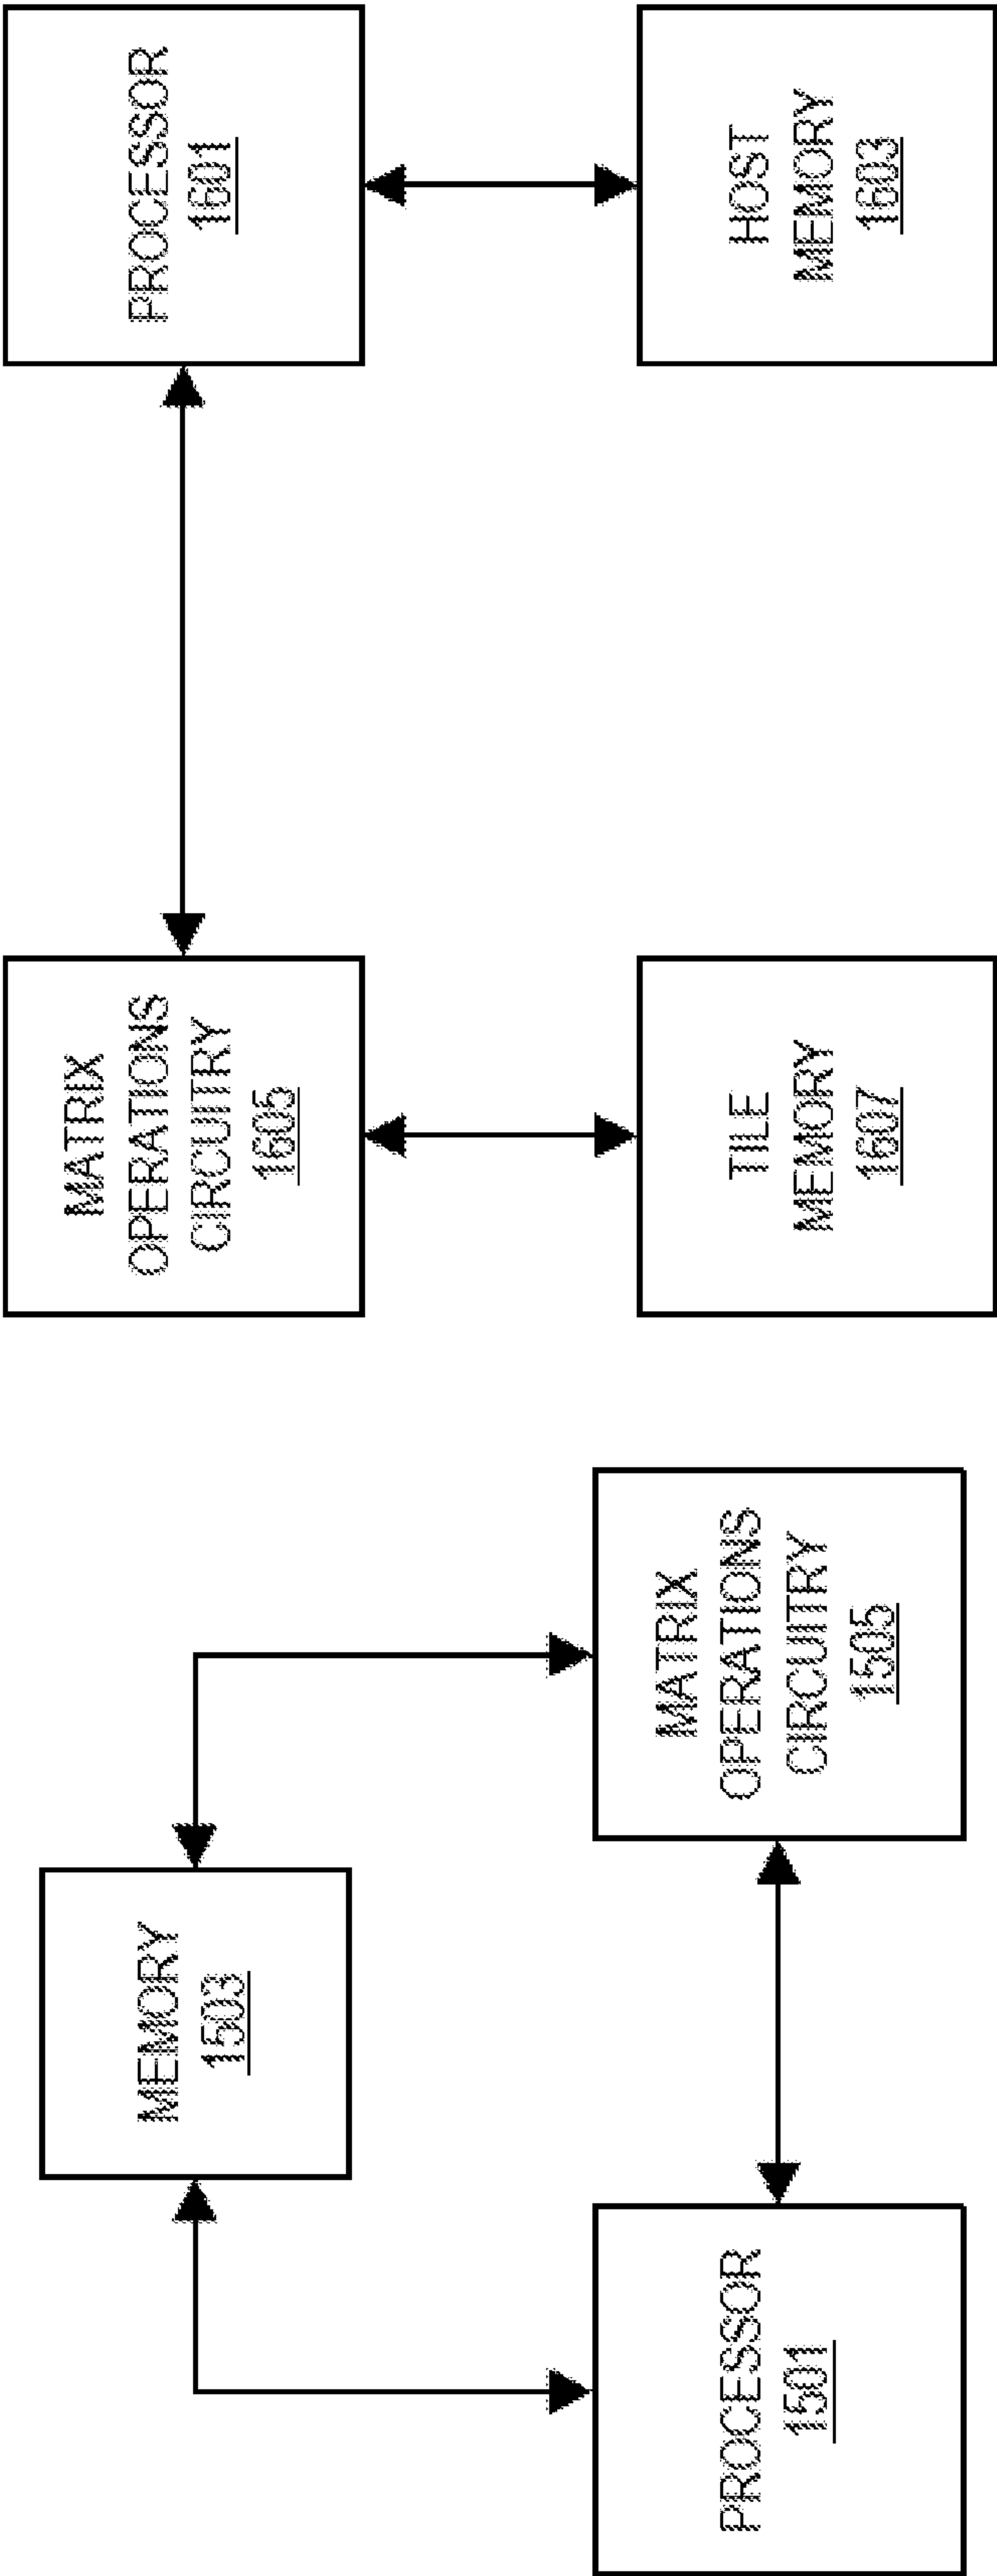 MEMORY
1503
PROCESSOR
1501
MATRIX
OPERATIONS
CIRCUITRY
1505
MATRIX
OPERATIONS
CIRCUITRY
1605
PROCESSOR
1601
TILE
MEMORY
1607
HOST
MEMORY
1603